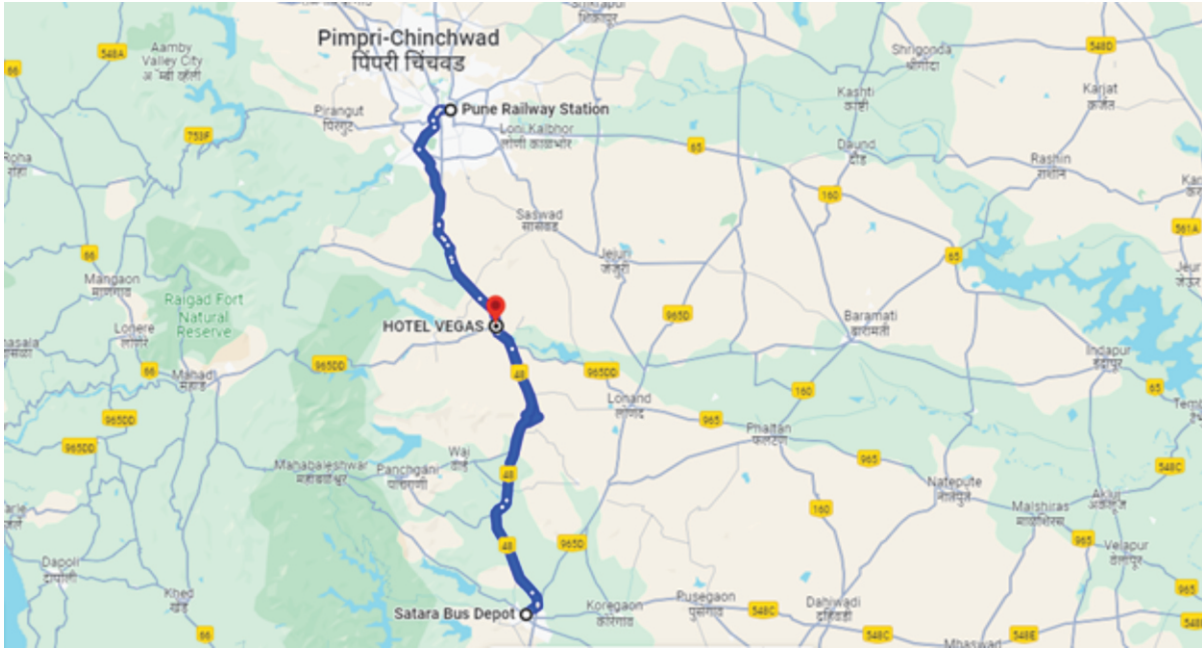 Shikrapur
शिकारपूर
Pimpri-Chinchwad
पिंपरी चिंचवड
Aamby
Valley City
548A
66
Shrigonda
श्रीगोंदा
548D
Pirangut
पिरंगुट
Pune Railway Station
Kashti
काष्टी
Karjat
कर्जत
753F
Loni Kalbhor
लोणी काळभोर
65
Daund
दौंड
Roha
रोहा
Rashin
राशीन
160
Saswad
सासवड
561A
66
65
Jejuri
जेजुरी
Mangaon
माणगाव
Raigad Fort
Natural
Reserve
965D
Baramati
बारामती
HOTEL VEGAS
Lonere
लोणेरे
Indapur
इंदापूर
965DD
66
Mahad
महाड
48
965DD
65
160
Lonand
लोणंद
965DD
965DD
965
Phaltan
फलटण
Wai
वाई
965
548C
Mahabaleshwar
महाबळेश्वर
Panchgani
पाचगणी
48
Natepute
नातेपुते
Akluj
अकलूज
160
Malshiras
माळशिरस
48
965D
965
Velapur
वेळापूर
Dapoli
दापोली
965
Khed
खेड
Satara Bus Depot
Koregaon
कोरेगाव
Pusegaon
पुसेगाव
548C
Dahiwadi
दहिवडी
66
548C
548E
Mhaswad